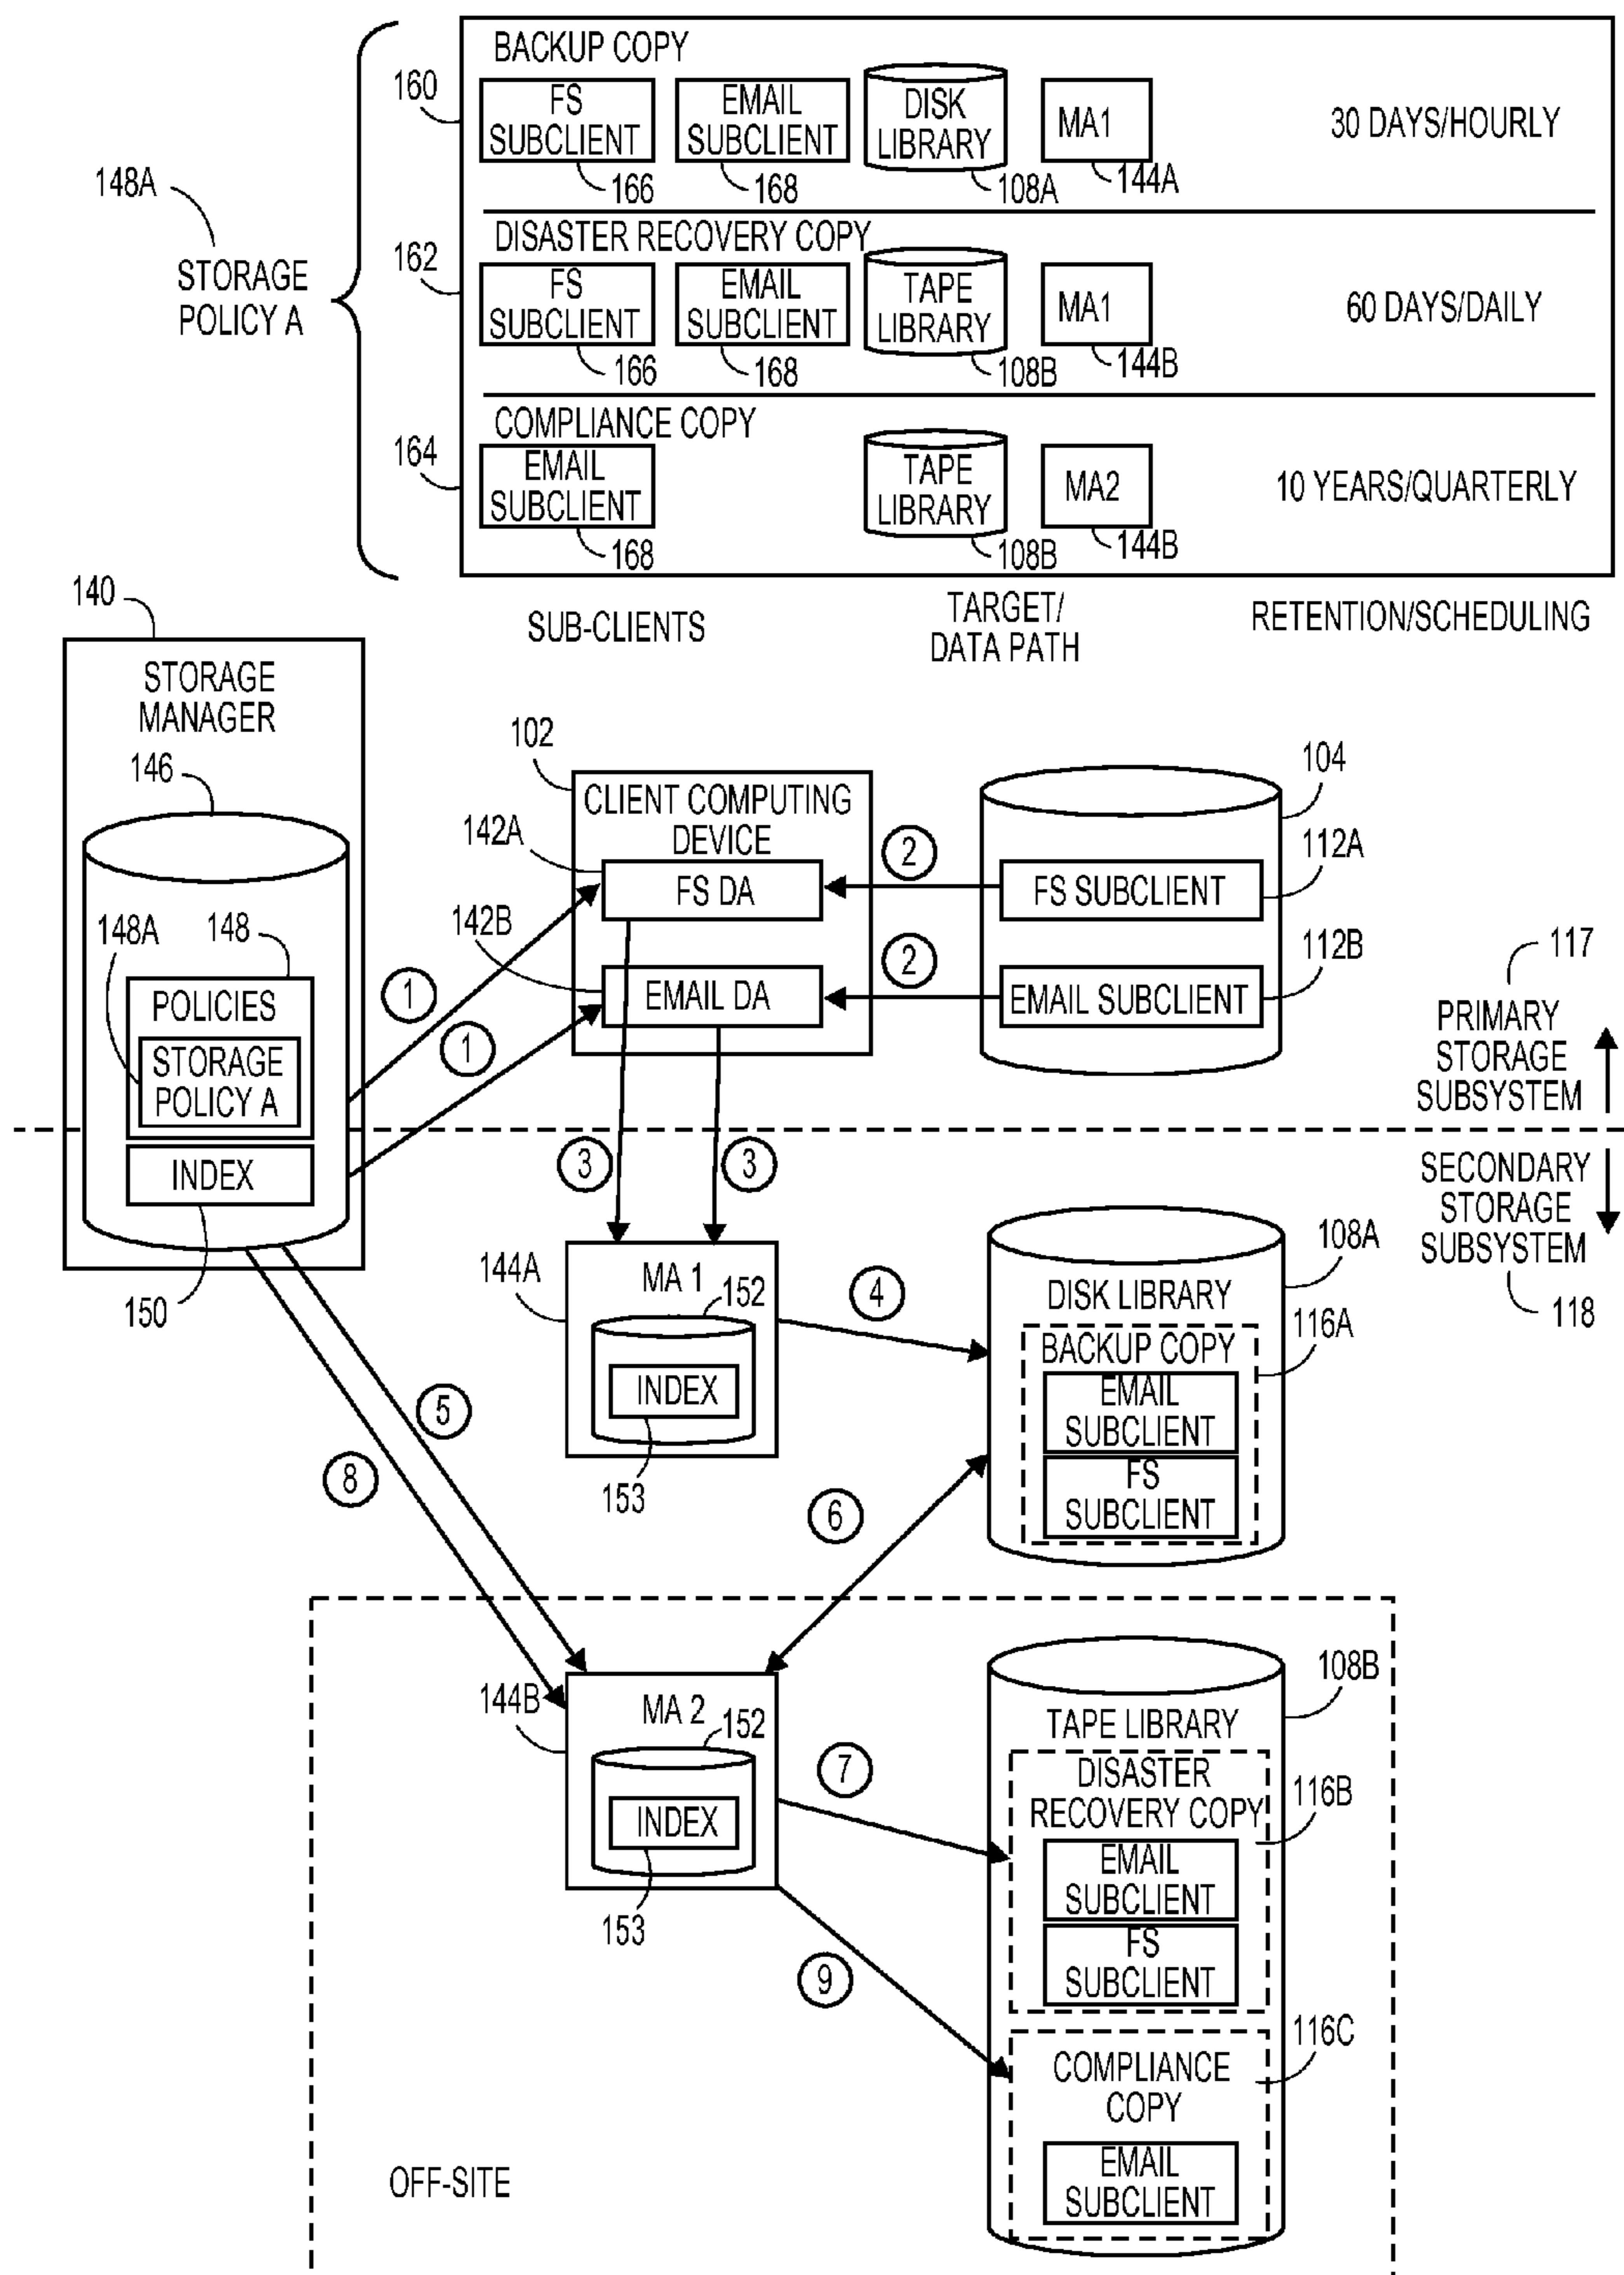 BACKUP COPY
160
FS
SUBCLIENT
166
EMAIL
SUBCLIENT
168
DISK
LIBRARY
108A
MA1
144A
30 DAYS/HOURLY
148A
STORAGE
POLICY A
DISASTER RECOVERY COPY
162
FS
SUBCLIENT
166
EMAIL
SUBCLIENT
168
TAPE
LIBRARY
108B
MA1
144B
60 DAYS/DAILY
COMPLIANCE COPY
164
EMAIL
SUBCLIENT
168
TAPE
LIBRARY
108B
MA2
144B
10 YEARS/QUARTERLY
SUB-CLIENTS
TARGET/
DATA PATH
RETENTION/SCHEDULING
140
STORAGE
MANAGER
146
148A
148
POLICIES
STORAGE
POLICY A
INDEX
150
1
1
102
CLIENT COMPUTING
DEVICE
142A
FS DA
142B
EMAIL DA
2
2
104
FS SUBCLIENT
112A
EMAIL SUBCLIENT
112B
117
PRIMARY
STORAGE
SUBSYSTEM
SECONDARY
STORAGE
SUBSYSTEM
118
3
3
144A
MA 1
152
INDEX
153
4
108A
DISK LIBRARY
116A
BACKUP COPY
EMAIL
SUBCLIENT
FS
SUBCLIENT
5
8
6
144B
MA 2
152
INDEX
153
7
9
108B
TAPE LIBRARY
DISASTER
RECOVERY COPY
116B
EMAIL
SUBCLIENT
FS
SUBCLIENT
116C
COMPLIANCE
COPY
EMAIL
SUBCLIENT
OFF-SITE